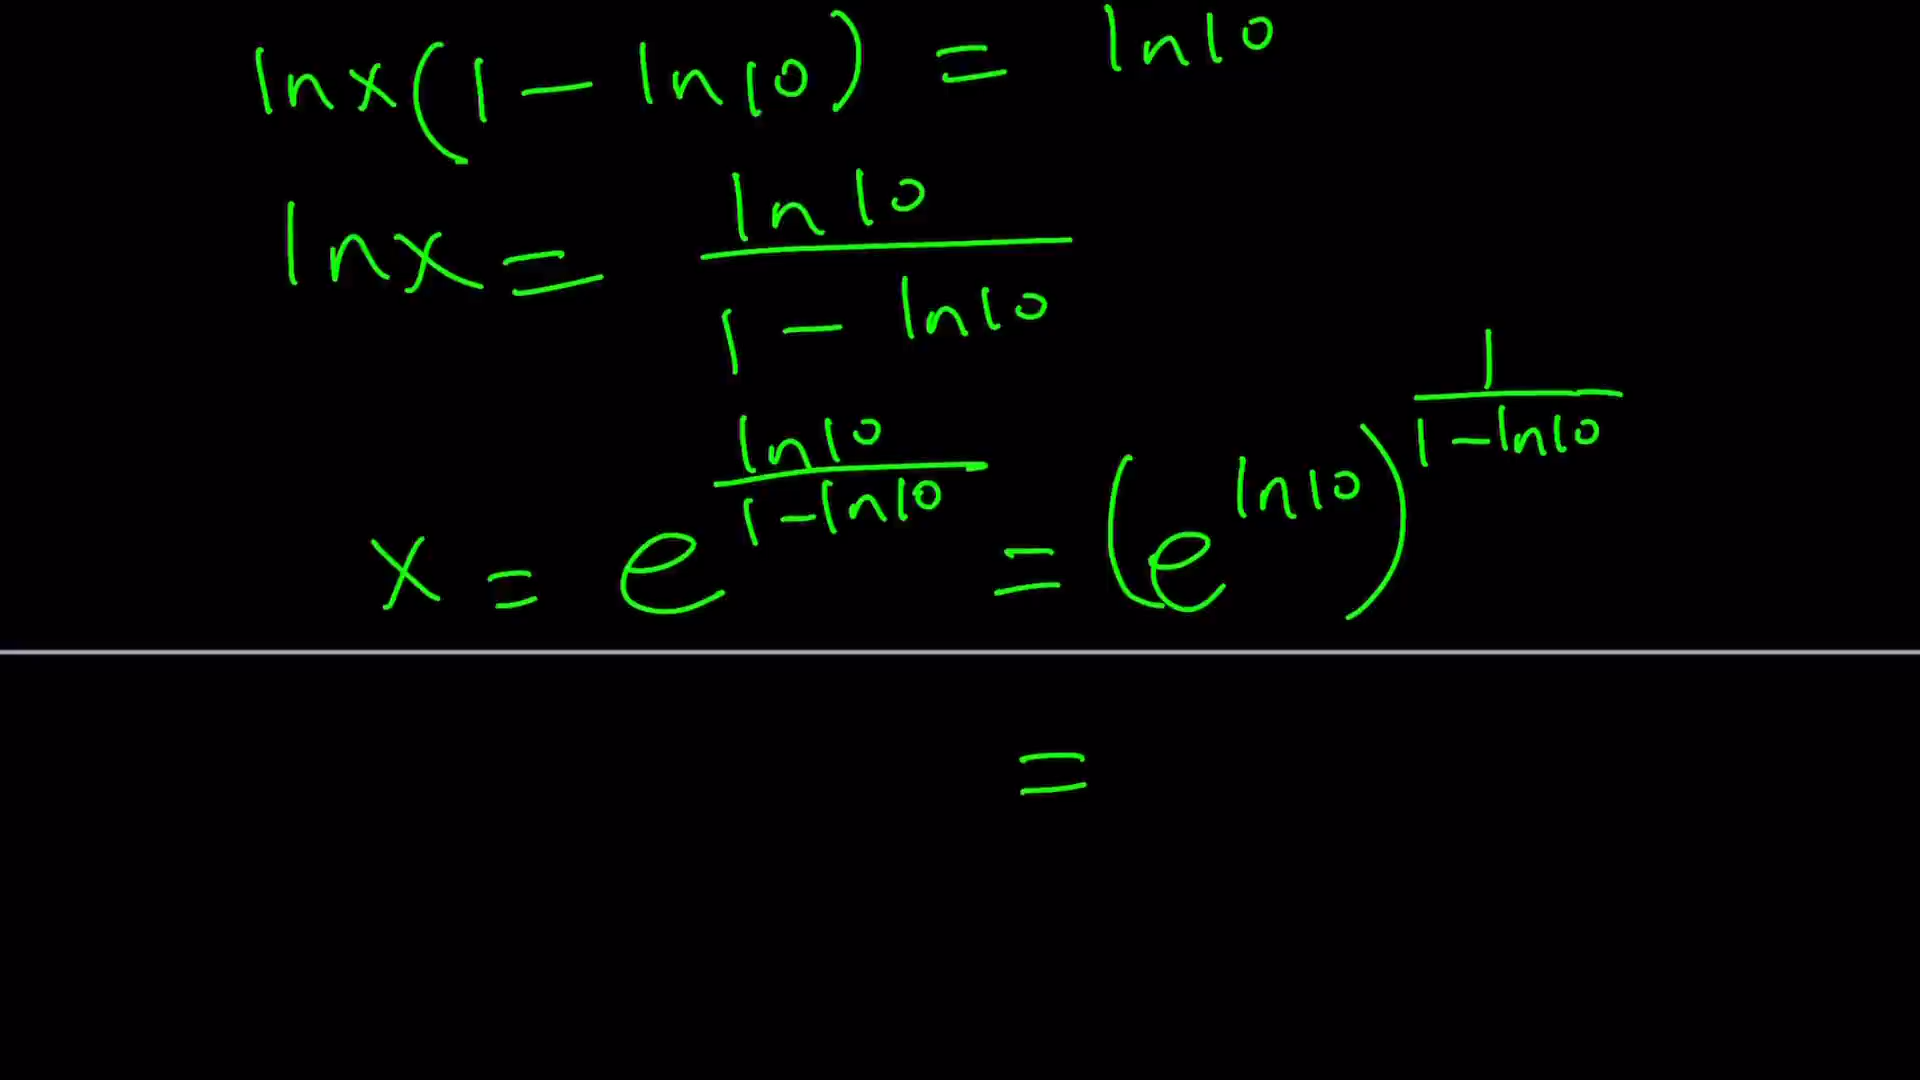 lnx(1 - ln10) = ln10
lnx = ln10 / (1 - ln10)
x = e^(ln10 / (1 - ln10)) = (e^(ln10))^(1 / (1 - ln10))
=